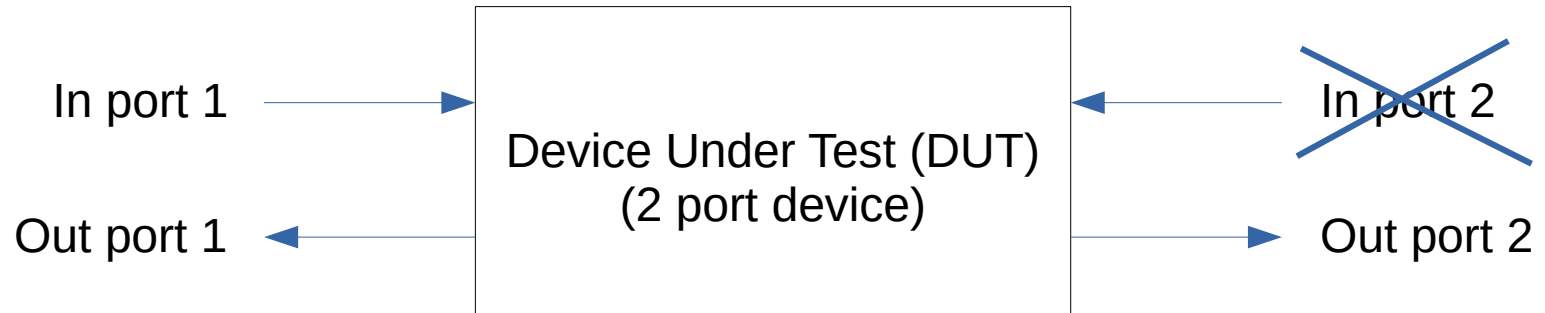 In port 1
In port 2
Device Under Test (DUT)
(2 port device)
Out port 1
Out port 2